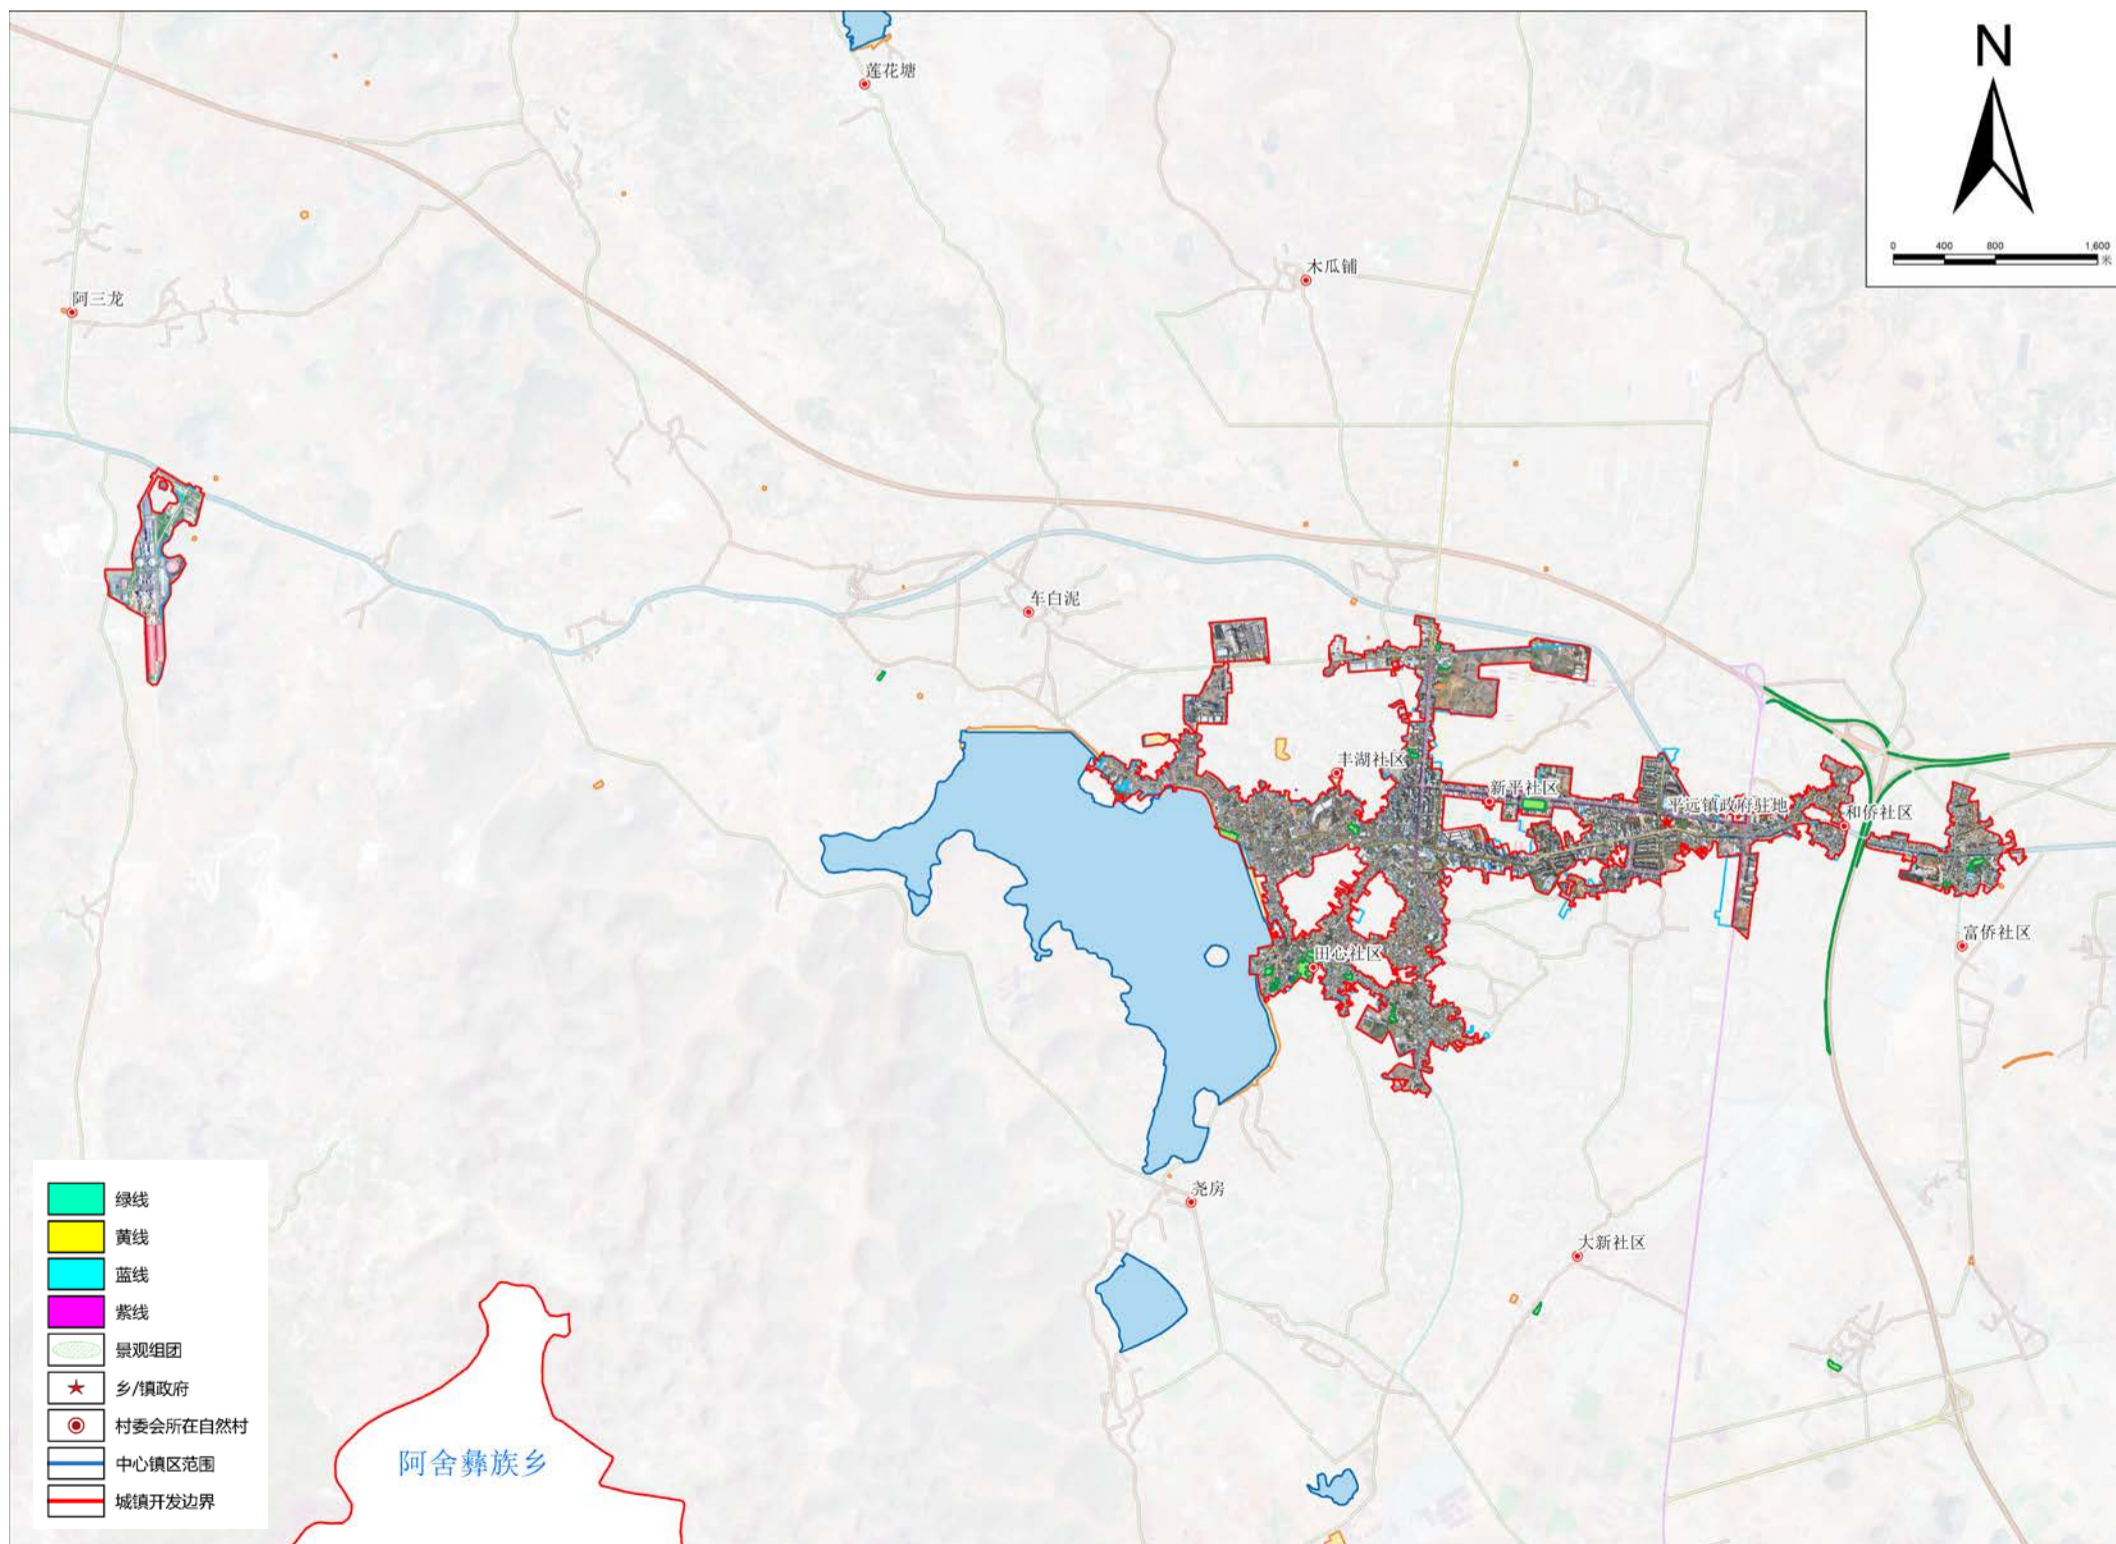 N
0 400 800 1,600
米
莲花塘
木瓜铺
阿三龙
车白泥
丰湖社区
新平社区
平远镇政府驻地
和侨社区
富侨社区
田心社区
尧房
大新社区
阿舍彝族乡
绿线
黄线
蓝线
紫线
景观组团
乡/镇政府
村委会所在自然村
中心镇区范围
城镇开发边界